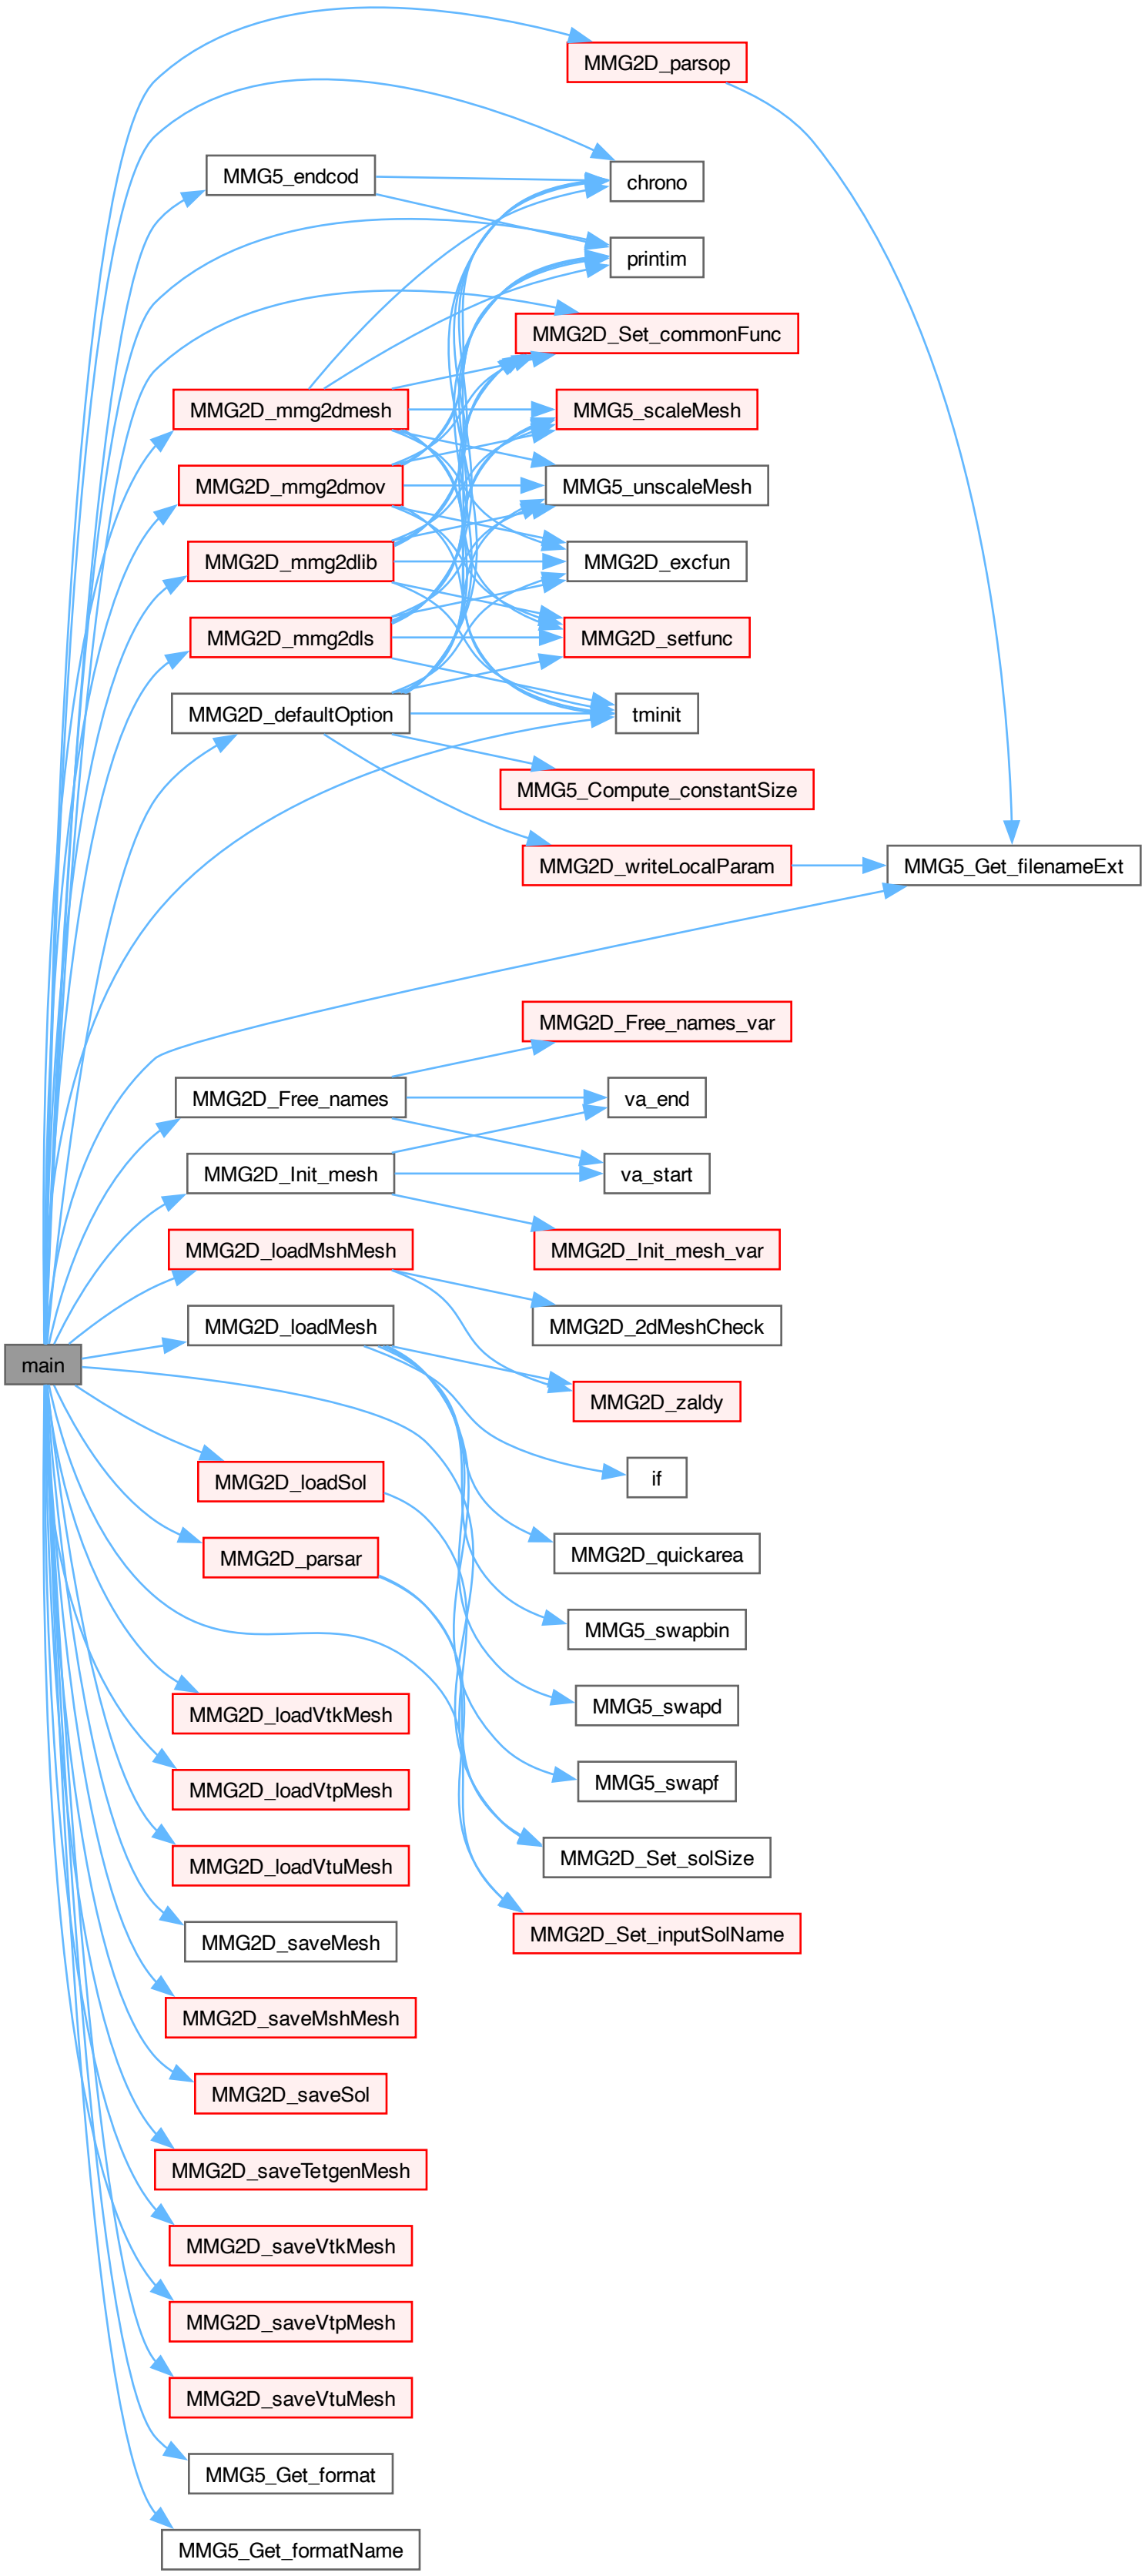 MMG2D_parsop
MMG5_endcod
chrono
printim
MMG2D_Set_commonFunc
MMG2D_mmg2dmesh
MMG5_scaleMesh
MMG2D_mmg2dmov
MMG5_unscaleMesh
MMG2D_mmg2dlib
MMG2D_excfun
MMG2D_mmg2dls
MMG2D_setfunc
MMG2D_defaultOption
tminit
MMG5_Compute_constantSize
MMG2D_writeLocalParam
MMG5_Get_filenameExt
MMG2D_Free_names_var
MMG2D_Free_names
va_end
MMG2D_Init_mesh
va_start
MMG2D_loadMshMesh
MMG2D_Init_mesh_var
MMG2D_loadMesh
MMG2D_2dMeshCheck
main
MMG2D_zaldy
MMG2D_loadSol
if
MMG2D_parsar
MMG2D_quickarea
MMG5_swapbin
MMG2D_loadVtkMesh
MMG5_swapd
MMG2D_loadVtpMesh
MMG5_swapf
MMG2D_loadVtuMesh
MMG2D_Set_solSize
MMG2D_saveMesh
MMG2D_Set_inputSolName
MMG2D_saveMshMesh
MMG2D_saveSol
MMG2D_saveTetgenMesh
MMG2D_saveVtkMesh
MMG2D_saveVtpMesh
MMG2D_saveVtuMesh
MMG5_Get_format
MMG5_Get_formatName